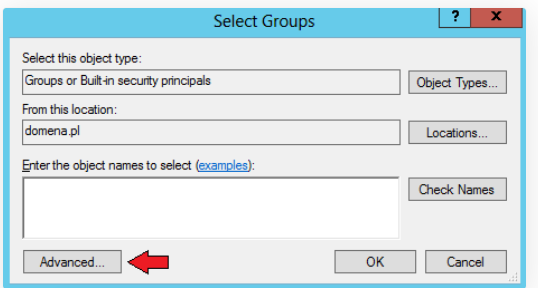 Select Groups
? x
Select this object type:
Groups or Built-in security principals
Object Types...
From this location:
domena.pl
Locations...
Enter the object names to select (examples):
Check Names
Advanced...
OK
Cancel